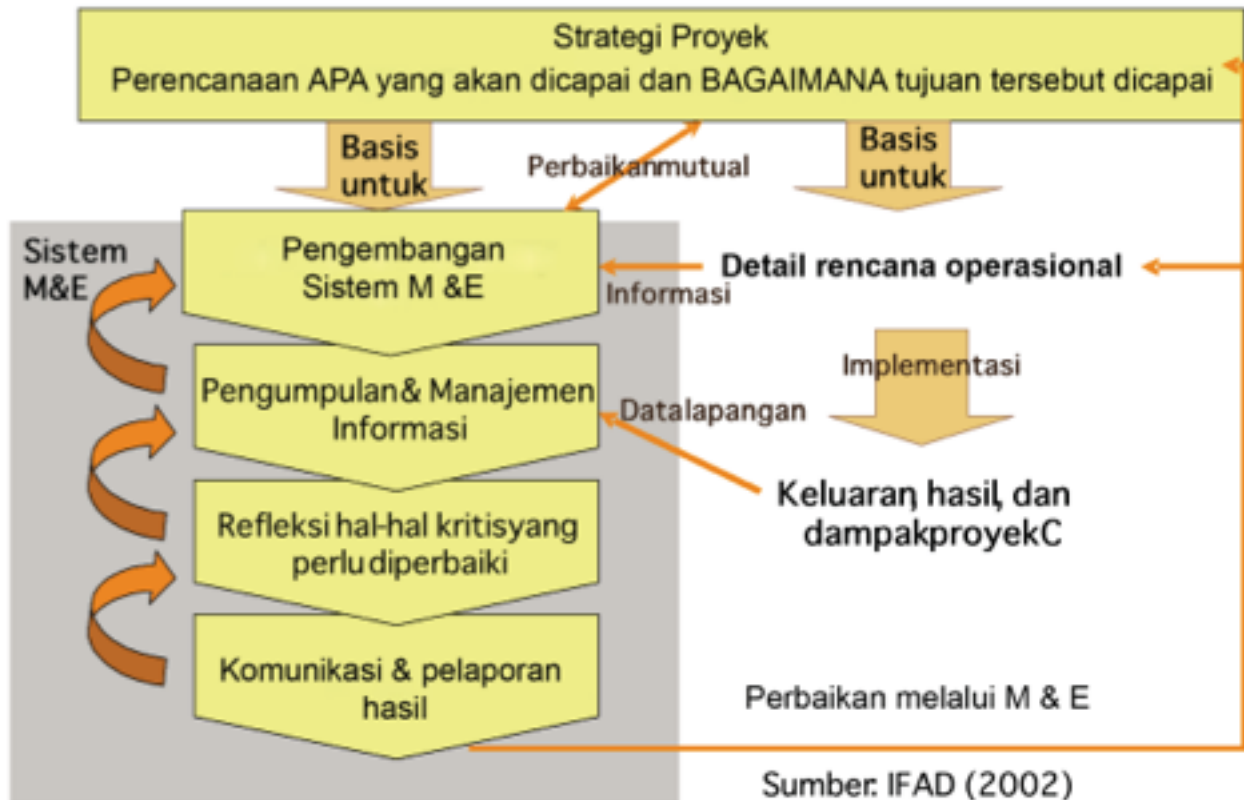 Strategi Proyek
Perencanaan APA yang akan dicapai dan BAGAIMANA tujuan tersebut dicapai
Basis
untuk
Perbaikanmutual
Basis
untuk
Sistem
M&E
Pengembangan
Sistem M &E
Informasi
Detail rencana operasional
Implementasi
Pengumpulan& Manajemen
Informasi
Datalapangan
Keluaran, hasil, dan
dampakproyekC
Refleksi hal-hal kritisyang
perlu diperbaiki
Komunikasi & pelaporan
hasil
Perbaikan melalui M & E
Sumber: IFAD (2002)